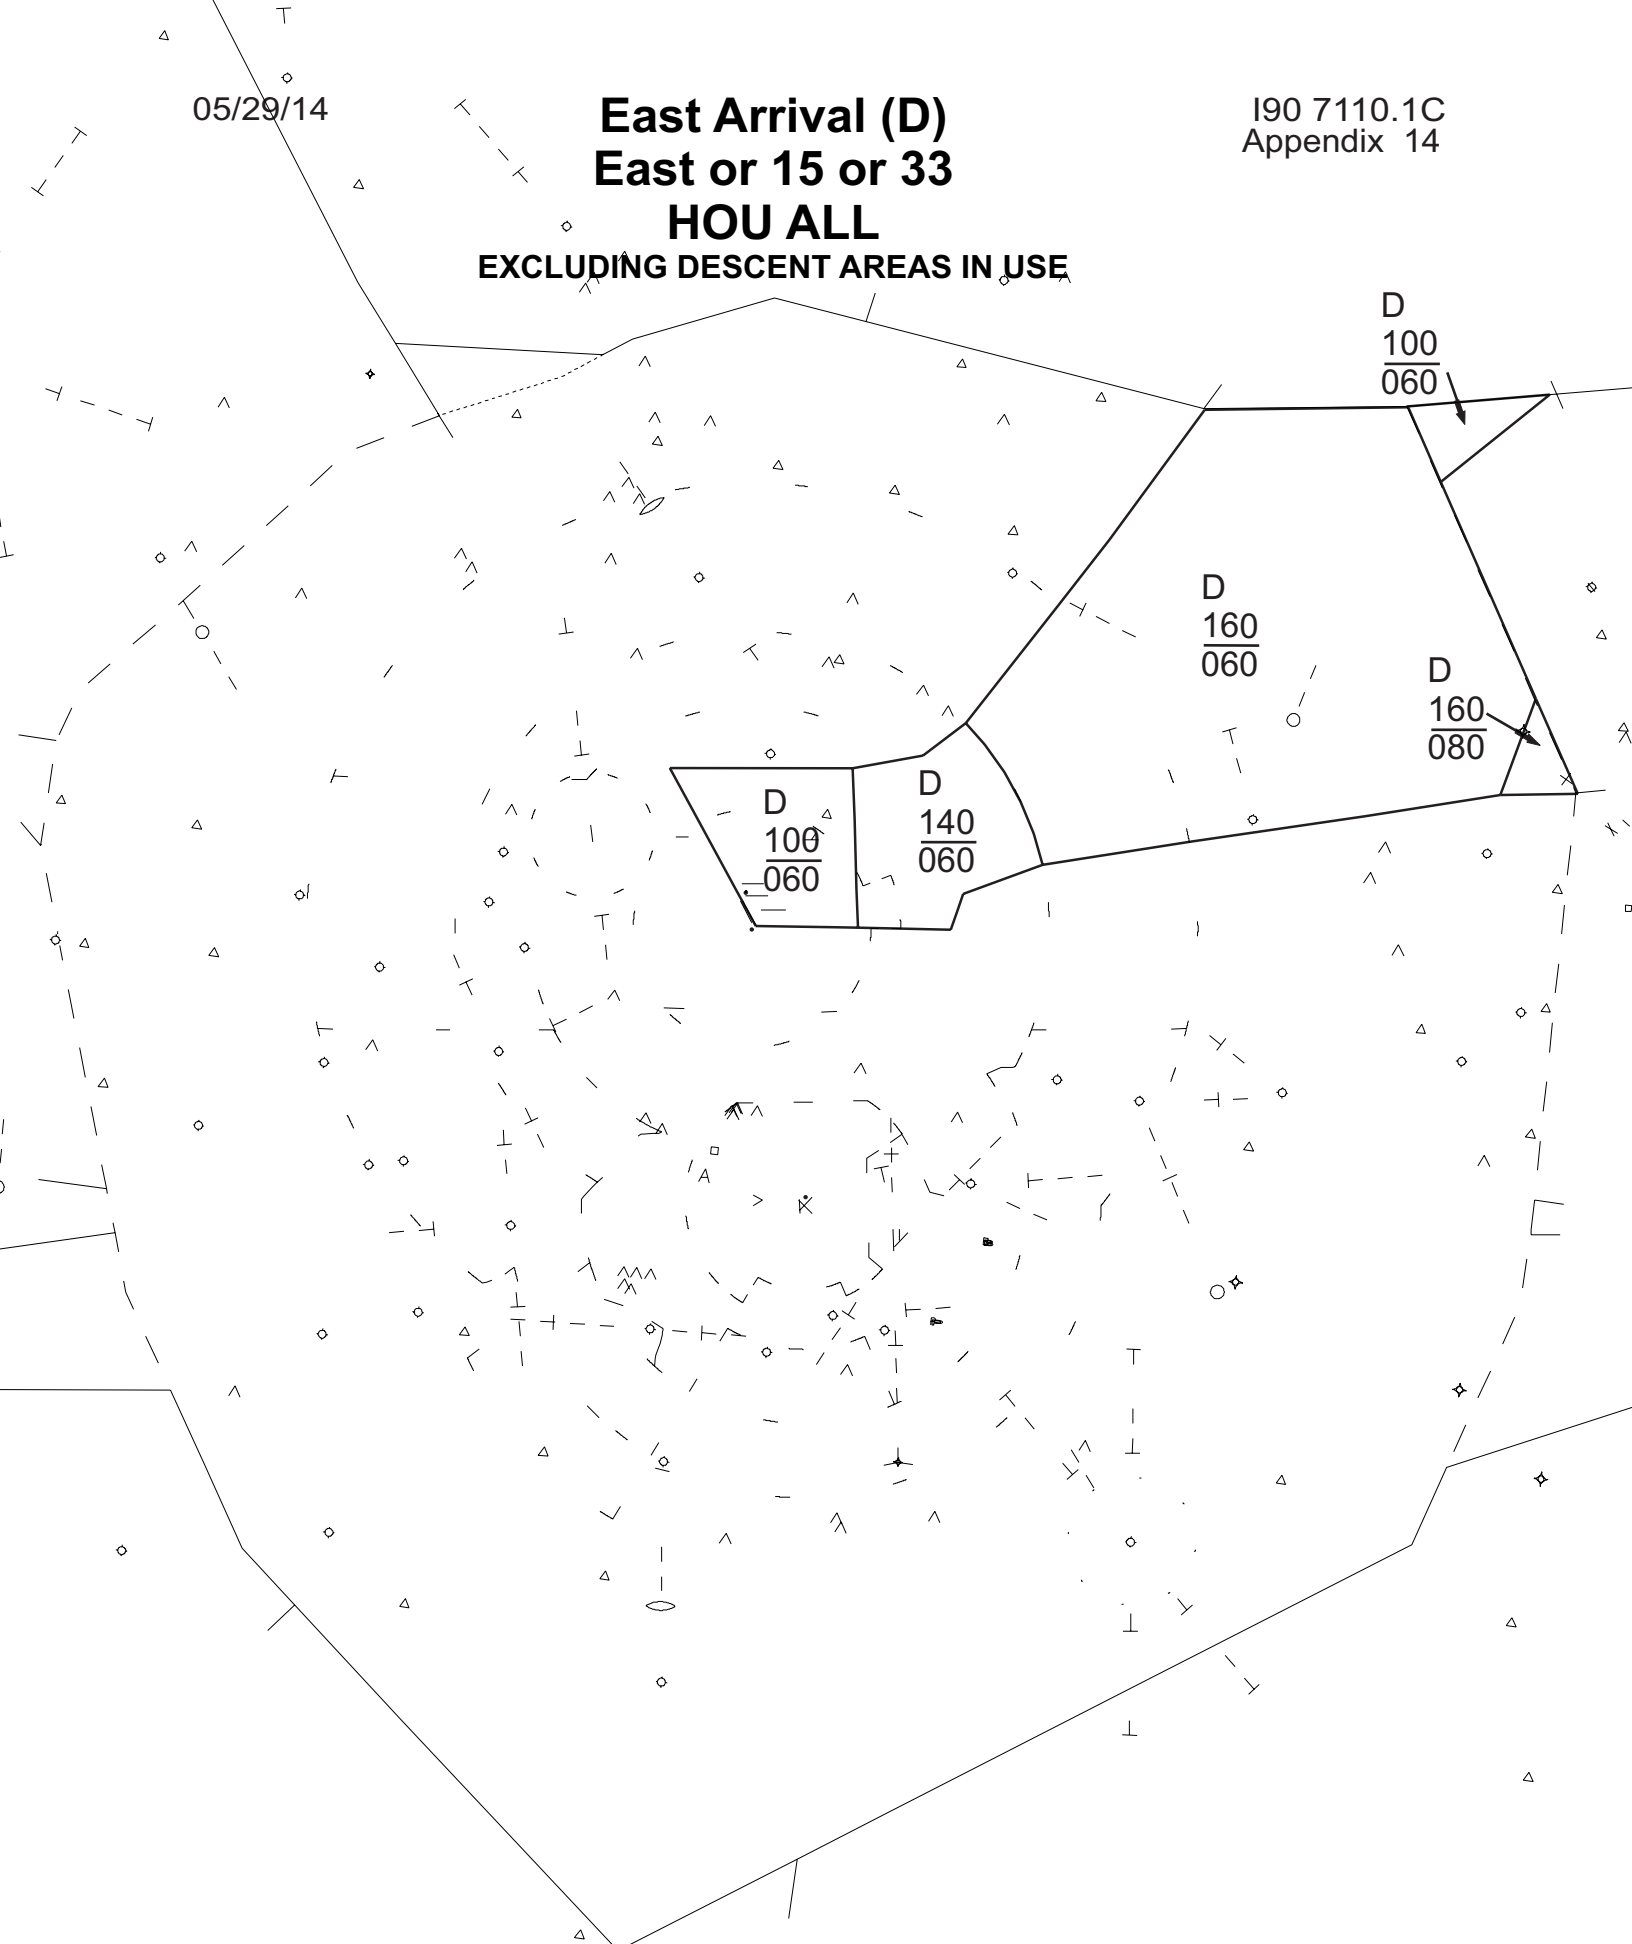 05/29/14
East Arrival (D)
East or 15 or 33
HOU ALL
EXCLUDING DESCENT AREAS IN USE
I90 7110.1C
Appendix 14
D
100
060
D
160
060
D
160
080
D
100
060
D
140
060